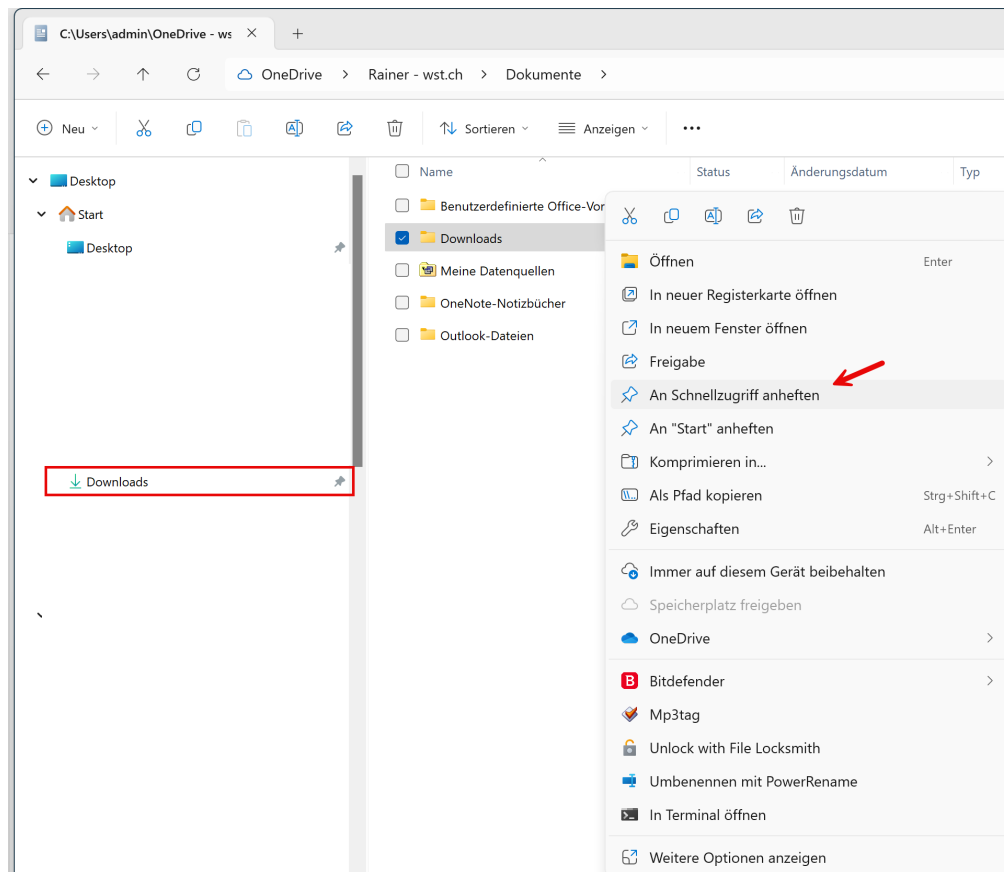 C:\Users\admin\OneDrive - ws
OneDrive > Rainer - wst.ch > Dokumente >
Neu
Sortieren
Anzeigen
Desktop
Start
Desktop
Downloads
Name Status Änderungsdatum Typ
Benutzerdefinierte Office-Vor
Downloads
Meine Datenquellen
OneNote-Notizbücher
Outlook-Dateien
Öffnen Enter
In neuer Registerkarte öffnen
In neuem Fenster öffnen
Freigabe
An Schnellzugriff anheften
An "Start" anheften
Komprimieren in...
Als Pfad kopieren Strg+Shift+C
Eigenschaften Alt+Enter
Immer auf diesem Gerät beibehalten
Speicherplatz freigeben
OneDrive
B Bitdefender
Mp3tag
Unlock with File Locksmith
Umbenennen mit PowerRename
In Terminal öffnen
Weitere Optionen anzeigen